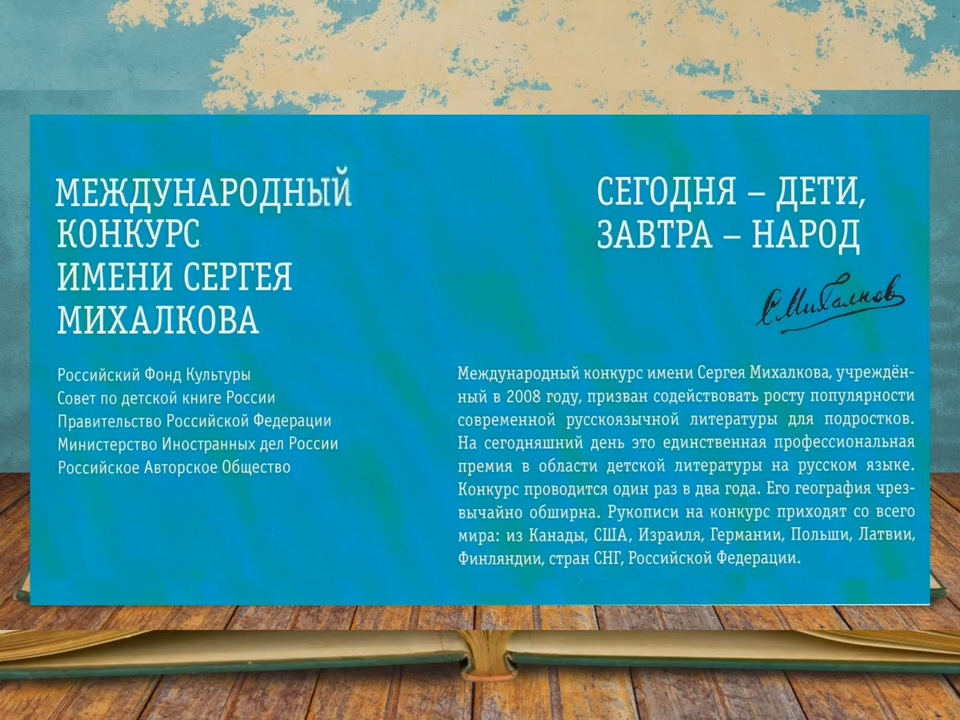 МЕЖДУНАРОДНЫЙ
КОНКУРС
ИМЕНИ СЕРГЕЯ
МИХАЛКОВА
Российский Фонд Культуры
Совет по детской книге России
Правительство Российской Федерации
Министерство Иностранных дел России
Российское Авторское Общество
СЕГОДНЯ – ДЕТИ,
ЗАВТРА – НАРОД
С Михалков
Международный конкурс имени Сергея Михалкова, учреждён-
ный в 2008 году, призван содействовать росту популярности
современной русскоязычной литературы для подростков.
На сегодняшний день это единственная профессиональная
премия в области детской литературы на русском языке.
Конкурс проводится один раз в два года. Его география чрез-
вычайно обширна. Рукописи на конкурс приходят со всего
мира: из Канады, США, Израиля, Германии, Польши, Латвии,
Финляндии, стран СНГ, Российской Федерации.